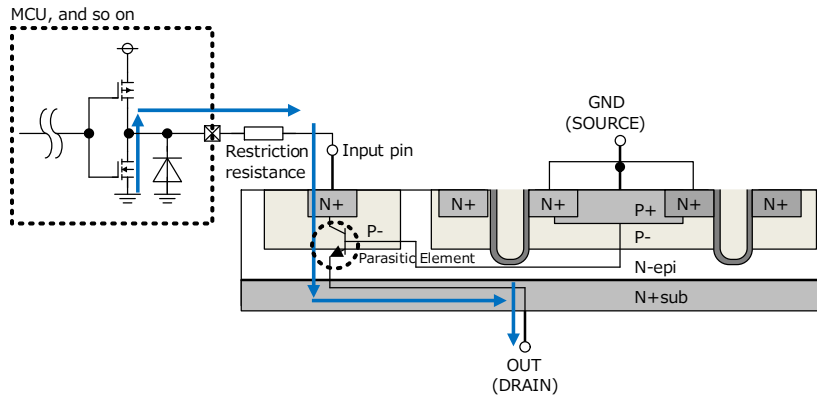 MCU, and so on
GND
(SOURCE)
Restriction
resistance
Input pin
N+
N+
N+
P+
N+
N+
P-
P-
Parasitic Element
N-epi
N+sub
OUT
(DRAIN)